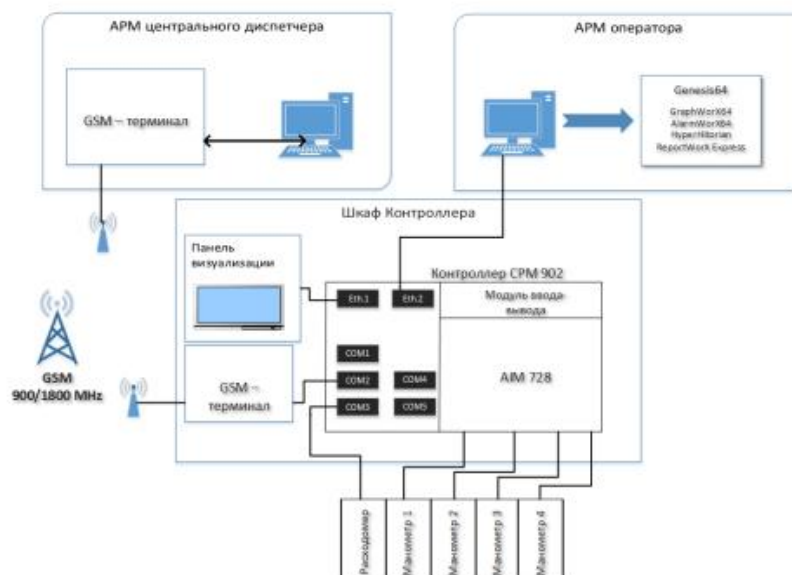 АРМ центрального диспетчера
GSM – терминал
АРМ оператора
Genesis64
GraphWorX64
AlarmWorX64
HyperHitorian
ReportWorX Express
Шкаф Контроллера
Панель
визуализации
Контроллер CPM 902
Eth.1
Eth.2
Модуль ввода-
вывода
COM1
COM2
COM3
COM4
COM5
AIM 728
GSM –
терминал
GSM
900/1800 MHz
Расходомер
Манометр 1
Манометр 2
Манометр 3
Манометр 4